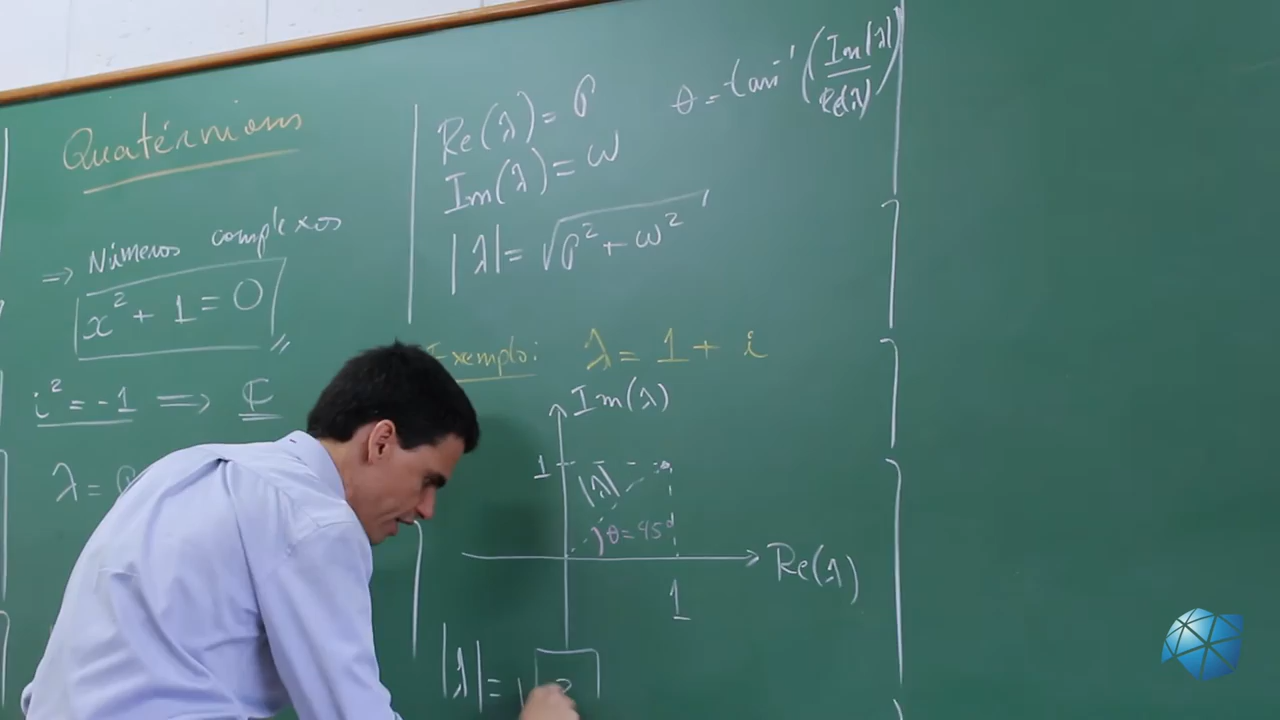 Quatérnions
⇒ Números complexos
x² + 1 = 0
i² = -1 ⟹ ℂ
λ =
Re(λ) = σ
Im(λ) = ω
|λ| = √σ² + ω²
θ = tan⁻¹ (Im(λ)/Re(λ))
Exemplo: λ = 1 + i
Im(λ)
1
|λ|
θ = 45°
Re(λ)
1
|λ| =